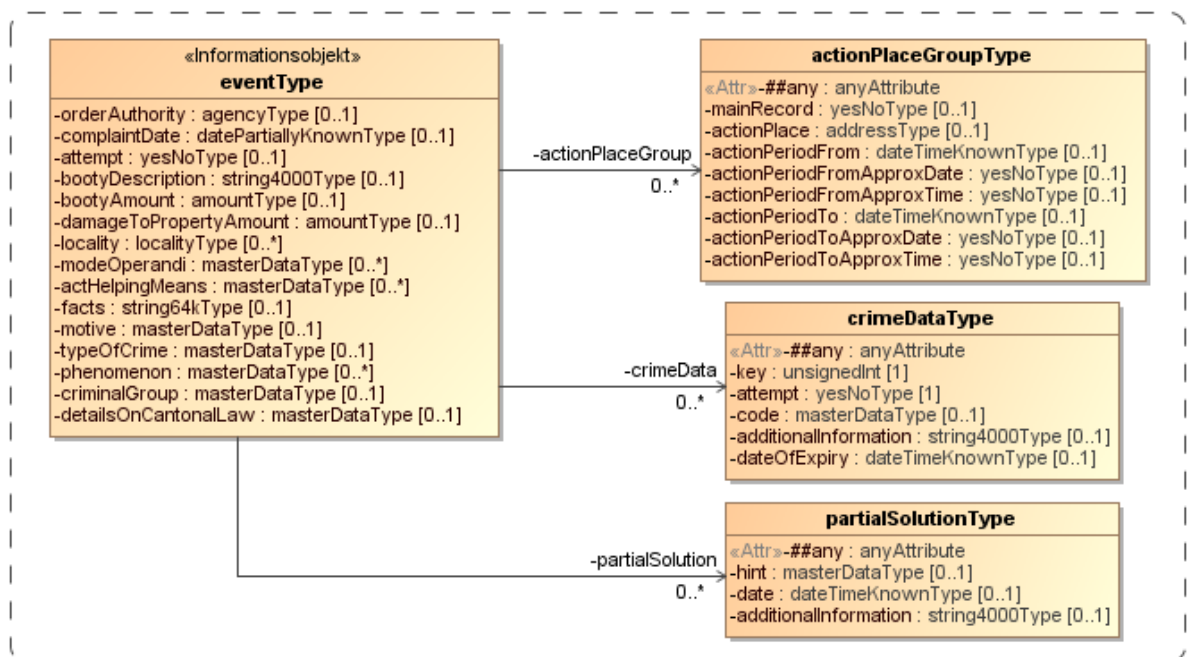 «Informationsobjekt»
eventType
-orderAuthority : agencyType [0..1]
-complaintDate : datePartiallyKnownType [0..1]
-attempt : yesNoType [0..1]
-bootyDescription : string4000Type [0..1]
-bootyAmount : amountType [0..1]
-damageToPropertyAmount : amountType [0..1]
-locality : localityType [0..*]
-modeOperandi : masterDataType [0..*]
-actHelpingMeans : masterDataType [0..*]
-facts : string64kType [0..1]
-motive : masterDataType [0..1]
-typeOfCrime : masterDataType [0..1]
-phenomenon : masterDataType [0..*]
-criminalGroup : masterDataType [0..1]
-detailsOnCantonalLaw : masterDataType [0..1]
-actionPlaceGroup
0..*
actionPlaceGroupType
«Attr»-##any : anyAttribute
-mainRecord : yesNoType [0..1]
-actionPlace : addressType [0..1]
-actionPeriodFrom : dateTimeKnownType [0..1]
-actionPeriodFromApproxDate : yesNoType [0..1]
-actionPeriodFromApproxTime : yesNoType [0..1]
-actionPeriodTo : dateTimeKnownType [0..1]
-actionPeriodToApproxDate : yesNoType [0..1]
-actionPeriodToApproxTime : yesNoType [0..1]
-crimeData
0..*
crimeDataType
«Attr»-##any : anyAttribute
-key : unsignedInt [1]
-attempt : yesNoType [1]
-code : masterDataType [0..1]
-additionalInformation : string4000Type [0..1]
-dateOfExpiry : dateTimeKnownType [0..1]
-partialSolution
0..*
partialSolutionType
«Attr»-##any : anyAttribute
-hint : masterDataType [0..1]
-date : dateTimeKnownType [0..1]
-additionalInformation : string4000Type [0..1]